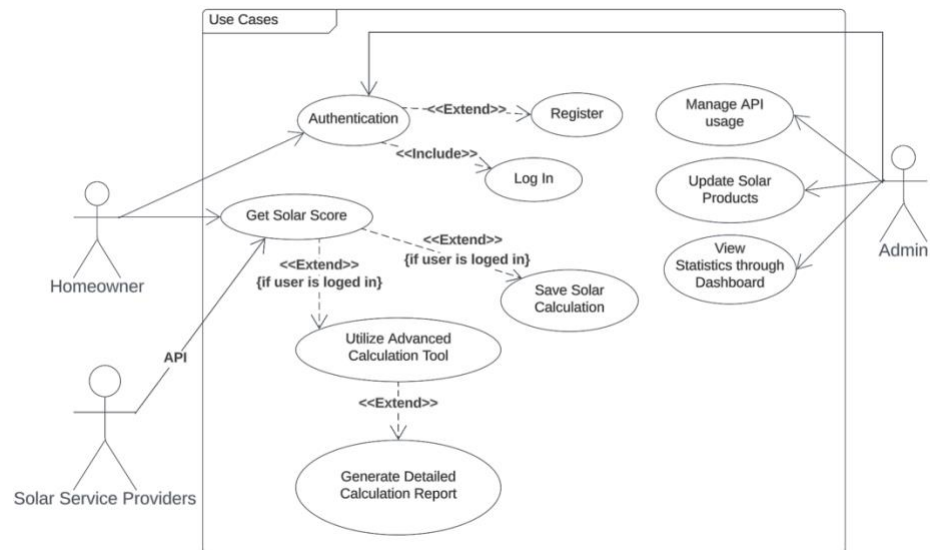 Use Cases
Authentication
<<Extend>>
Register
<<Include>>
Log In
Manage API
usage
Update Solar
Products
View
Statistics through
Dashboard
Admin
Homeowner
Get Solar Score
<<Extend>>
{if user is loged in}
<<Extend>>
{if user is loged in}
Save Solar
Calculation
Utilize Advanced
Calculation Tool
API
<<Extend>>
Solar Service Providers
Generate Detailed
Calculation Report